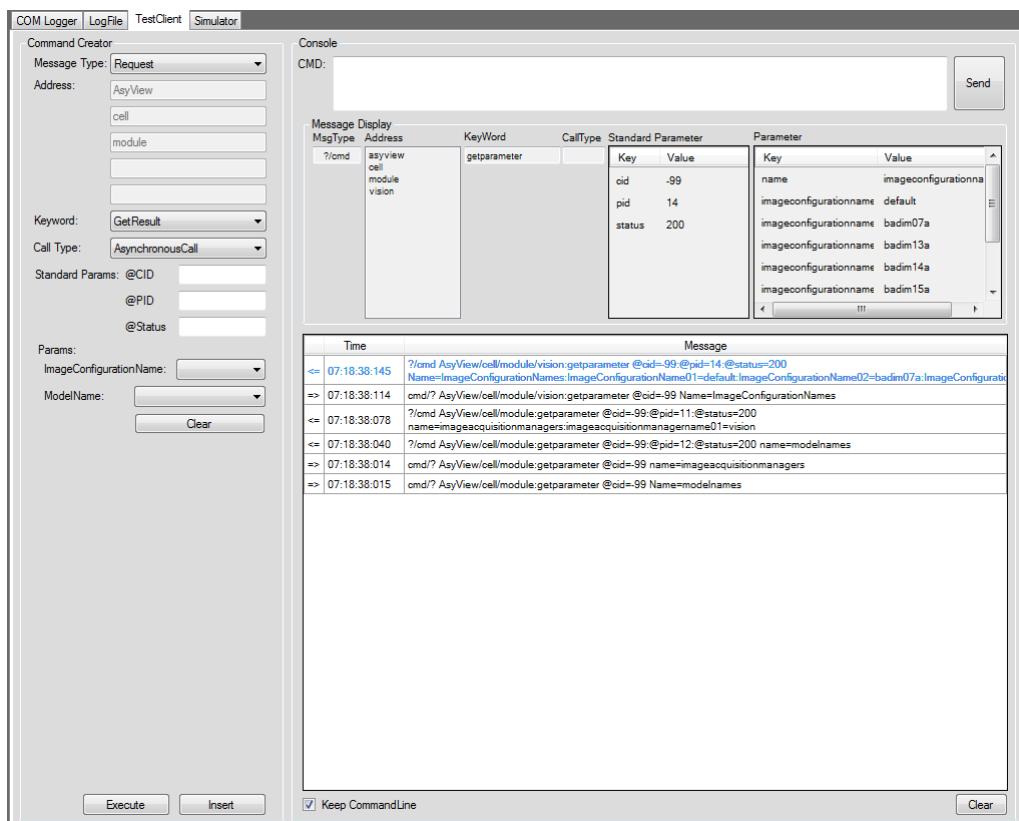 COM Logger LogFile TestClient Simulator
Command Creator
Message Type: Request
Address: AsyView
cell
module
Keyword: GetResult
Call Type: AsynchronousCall
Standard Params: @CID
@PID
@Status
Params:
ImageConfigurationName:
ModelName:
Clear
Execute Insert
Console
CMD:
Send
Message Display
MsgType Address KeyWord CallType Standard Parameter Parameter
?/cmd asyview getparameter
cell
module
vision
Key Value
cid -99
pid 14
status 200
Key Value
name imageconfigurationna
imageconfigurationname default
imageconfigurationname badim07a
imageconfigurationname badim13a
imageconfigurationname badim14a
imageconfigurationname badim15a
Time Message
<= 07:18:38:145 ?/cmd AsyView/cell/module/vision:getparameter @cid=-99:@pid=14:@status=200
Name=ImageConfigurationNames:ImageConfigurationName01=default:ImageConfigurationName02=badim07a:ImageConfiguratio
=> 07:18:38:114 cmd/? AsyView/cell/module/vision:getparameter @cid=-99 Name=ImageConfigurationNames
<= 07:18:38:078 ?/cmd AsyView/cell/module:getparameter @cid=-99:@pid=11:@status=200
name=imageacquisitionmanagers:imageacquisitionmanagername01=vision
<= 07:18:38:040 ?/cmd AsyView/cell/module:getparameter @cid=-99:@pid=12:@status=200 name=modelnames
=> 07:18:38:014 cmd/? AsyView/cell/module:getparameter @cid=-99 name=imageacquisitionmanagers
=> 07:18:38:015 cmd/? AsyView/cell/module:getparameter @cid=-99 Name=modelnames
Keep CommandLine
Clear